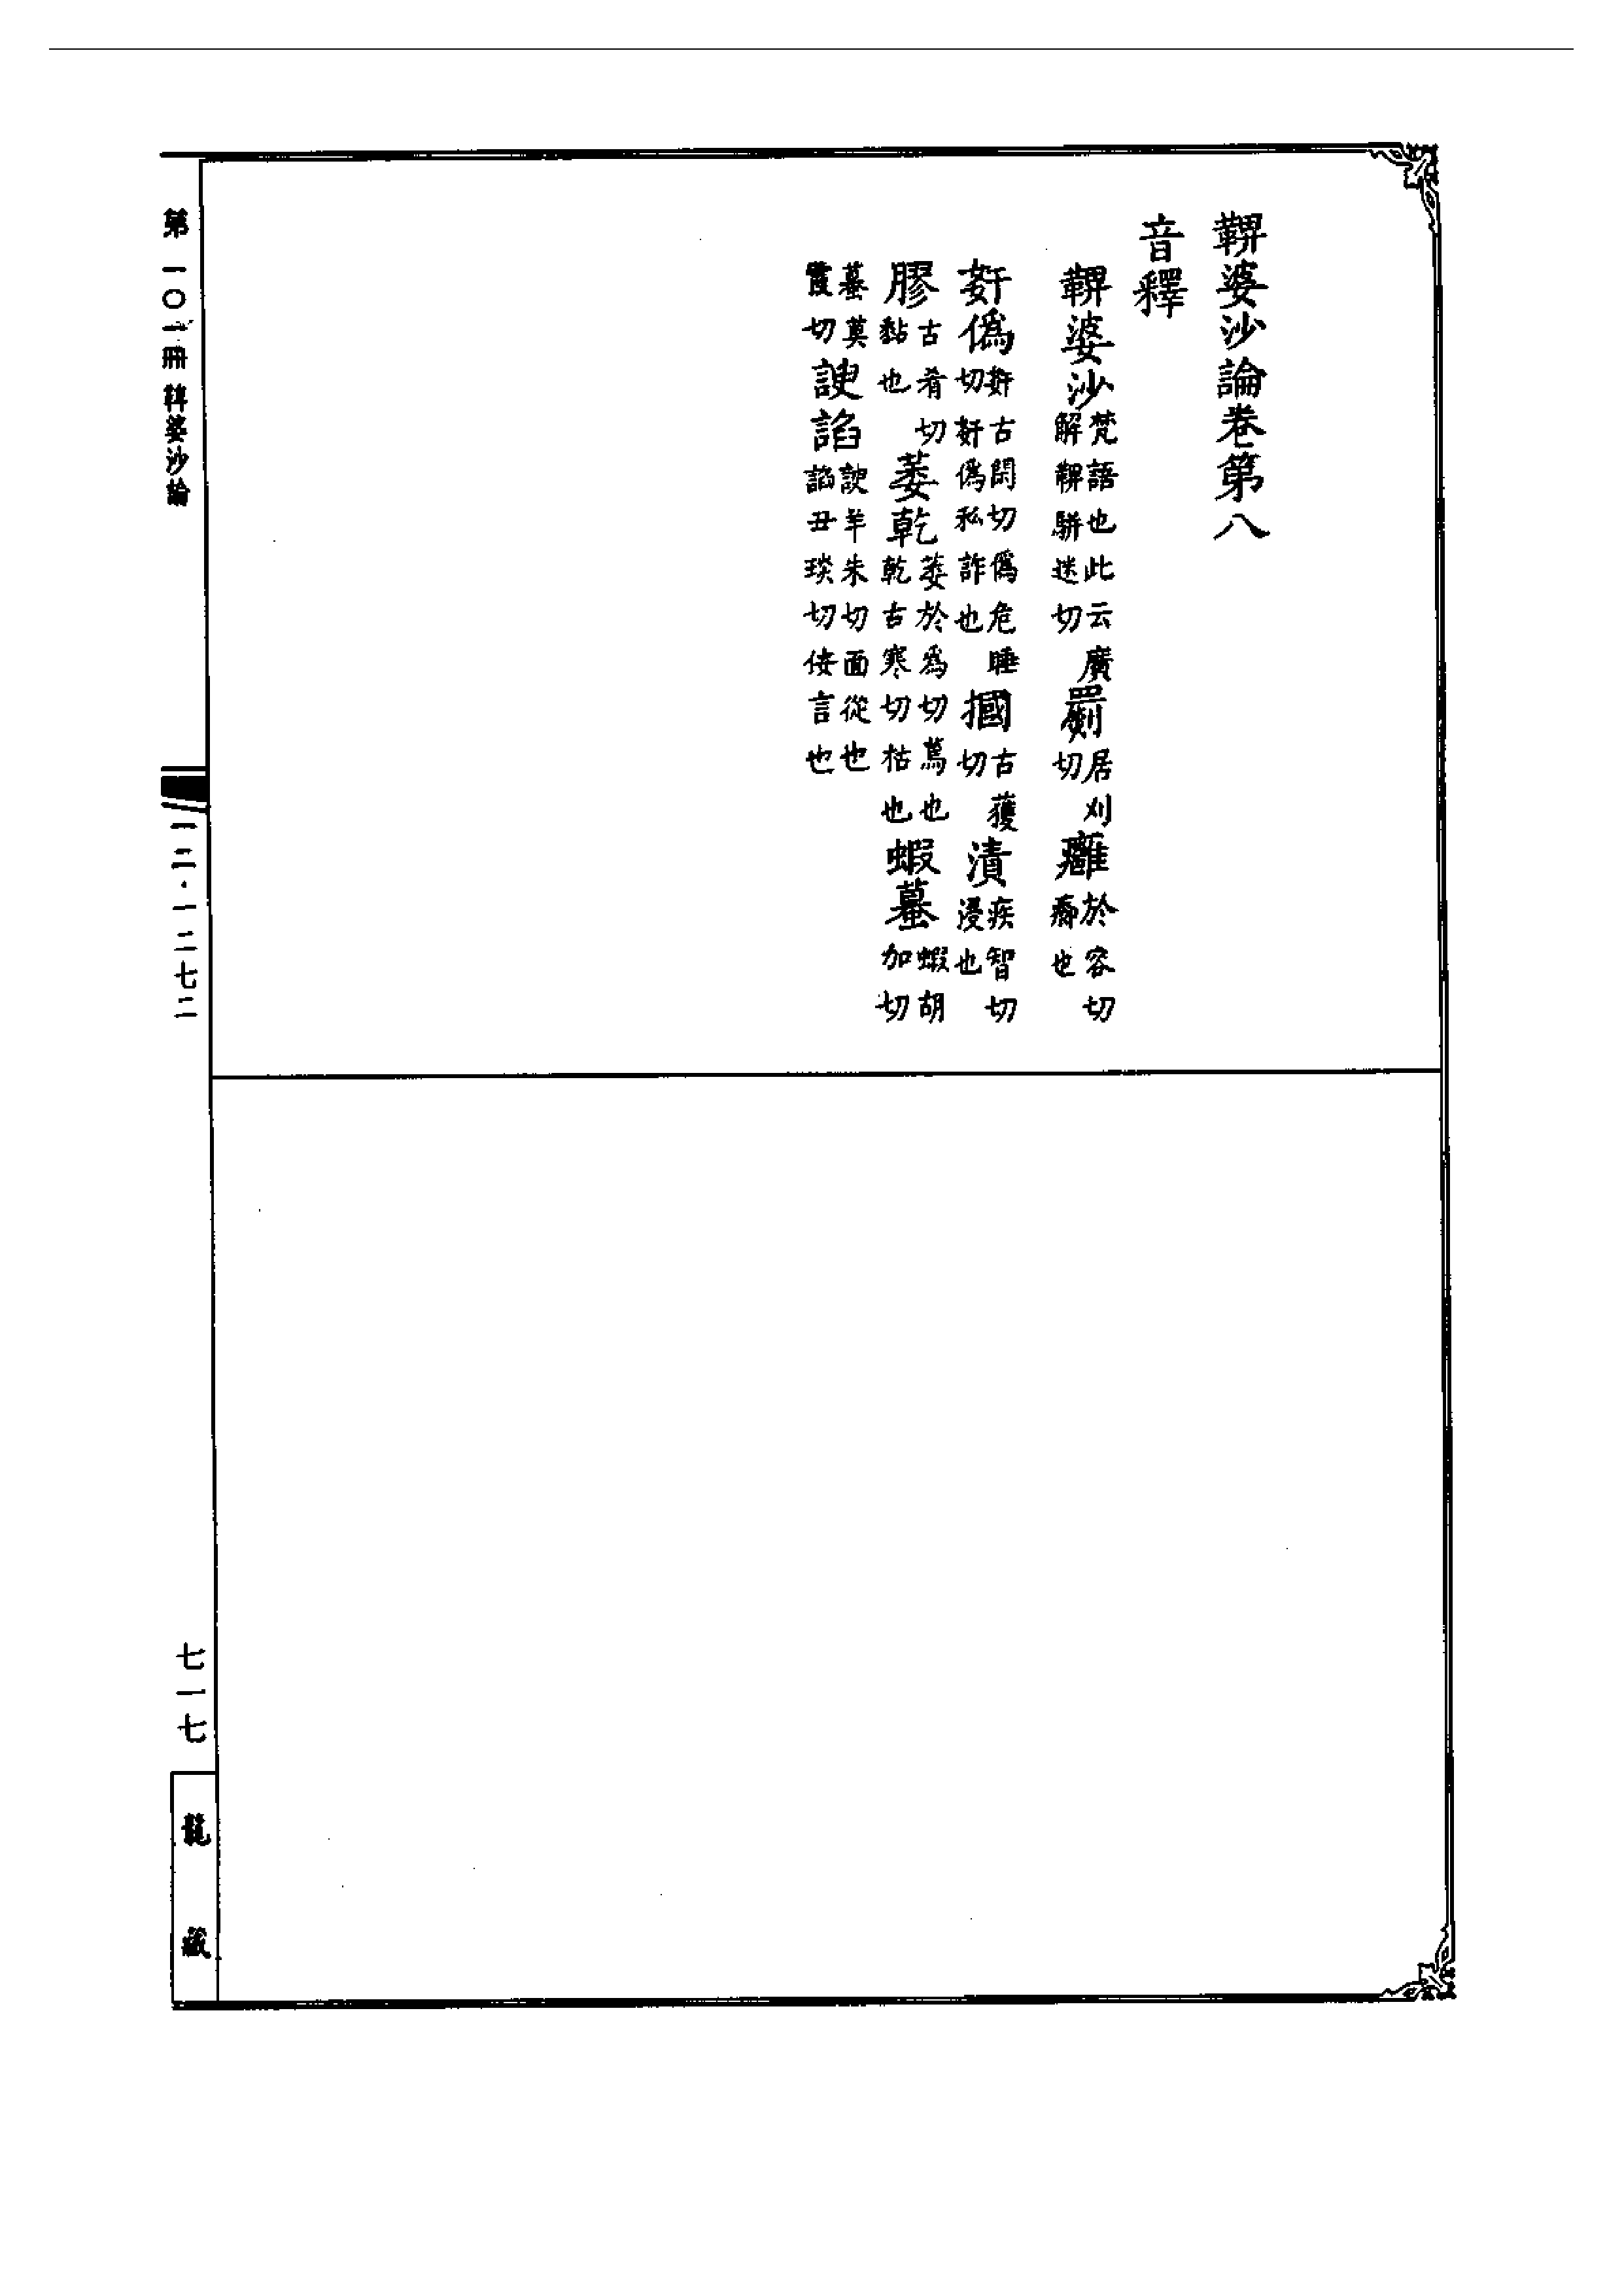 鞞婆沙論卷第八
音釋
鞞婆沙梵語也此云廣解鞞駢迷切 罽居刈切 癰於容切癤也
姧僞姧古閑切僞危睡切姧僞私詐也 摑古獲切 漬疾智切浸也
膠古肴切黏也 萎乾萎於爲切蔫也乾古寒切枯也 蝦蟇蝦胡加切
蟇莫霞切 諛諂諛羊朱切面從也諂丑琰切佞言也
第一〇一冊 鞞婆沙論
一二·一二七二
七一七
龍藏